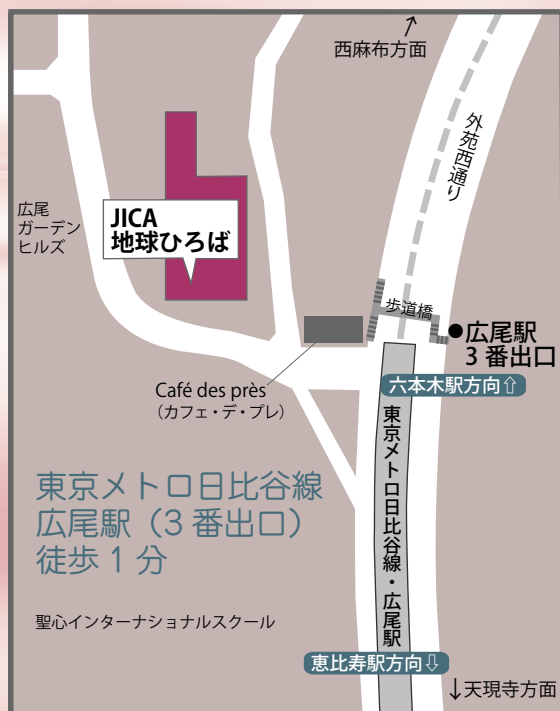 ↑
西麻布方面
外苑西通り
広尾
ガーデン
ヒルズ
JICA
地球ひろば
歩道橋
●広尾駅
3 番出口
六本木駅方向⇧
Café des près
（カフェ・デ・プレ）
東京メトロ日比谷線・広尾駅
東京メトロ日比谷線
広尾駅（3 番出口）
徒歩 1 分
聖心インターナショナルスクール
恵比寿駅方向⇩
↓天現寺方面